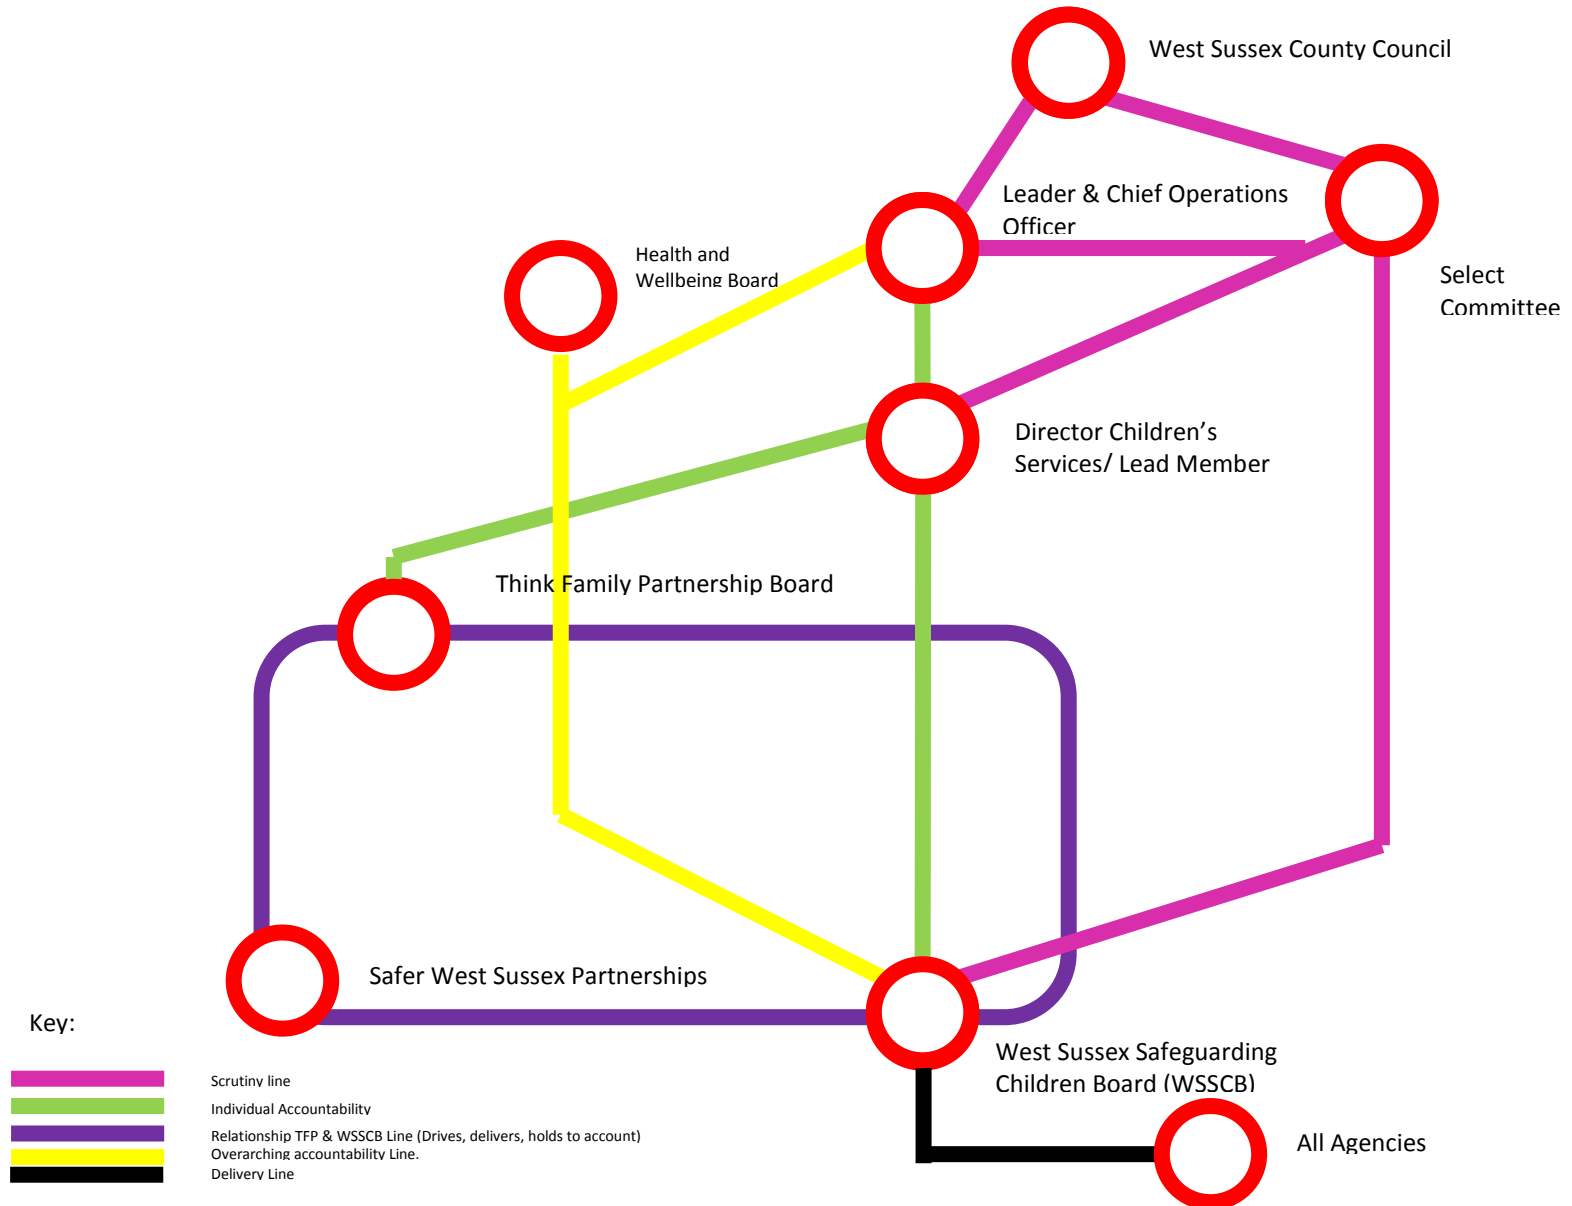 West Sussex County Council
Leader & Chief Operations
Officer
Health and
Wellbeing Board
Select
Committee
Director Children’s
Services/ Lead Member
Think Family Partnership Board
Safer West Sussex Partnerships
Key:
West Sussex Safeguarding
Children Board (WSSCB)
All Agencies
Scrutiny line
Individual Accountability
Relationship TFP & WSSCB Line (Drives, delivers, holds to account)
Overarching accountability Line.
Delivery Line